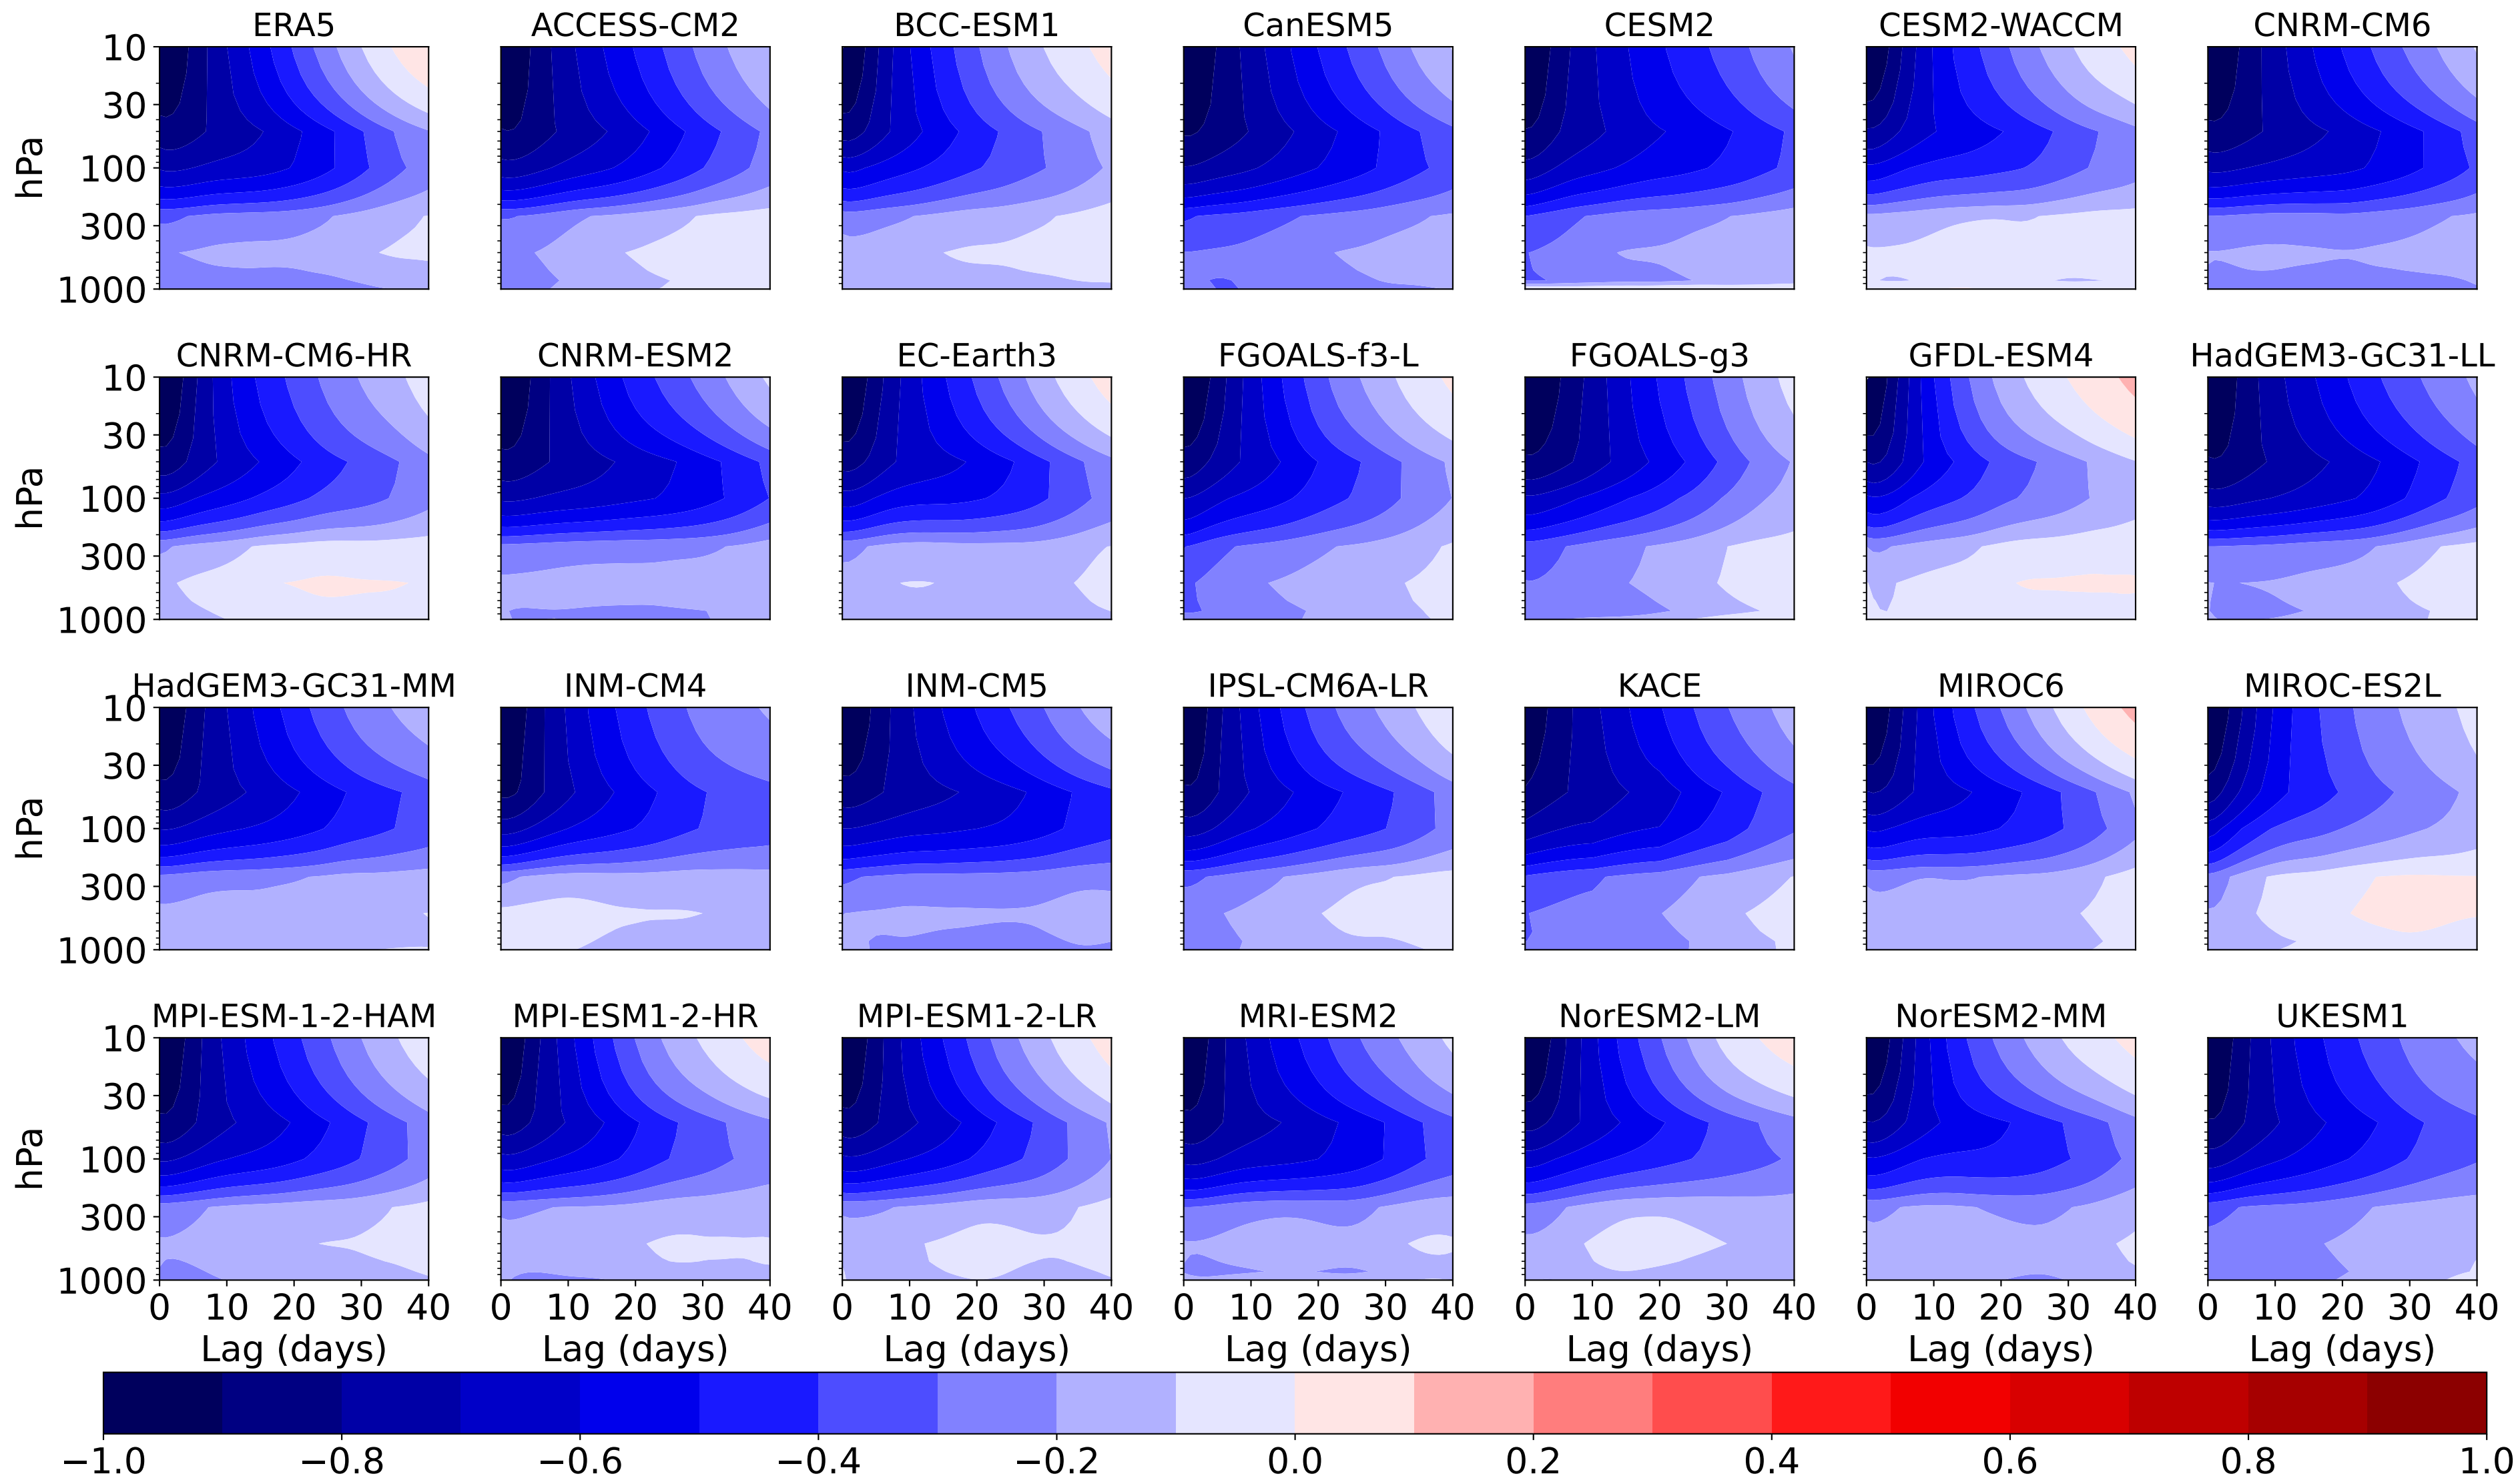 ERA5 ACCESS-CM2 BCC-ESM1 CanESM5 CESM2 CESM2-WACCM CNRM-CM6
10
30
hPa
100
300
1000
CNRM-CM6-HR CNRM-ESM2 EC-Earth3 FGOALS-f3-L FGOALS-g3 GFDL-ESM4 HadGEM3-GC31-LL
10
30
hPa
100
300
1000
HadGEM3-GC31-MM INM-CM4 INM-CM5 IPSL-CM6A-LR KACE MIROC6 MIROC-ES2L
10
30
hPa
100
300
1000
MPI-ESM-1-2-HAM MPI-ESM1-2-HR MPI-ESM1-2-LR MRI-ESM2 NorESM2-LM NorESM2-MM UKESM1
10
30
hPa
100
300
1000
0 10 20 30 40 0 10 20 30 40 0 10 20 30 40 0 10 20 30 40 0 10 20 30 40 0 10 20 30 40 0 10 20 30 40
Lag (days) Lag (days) Lag (days) Lag (days) Lag (days) Lag (days) Lag (days)
−1.0 −0.8 −0.6 −0.4 −0.2 0.0 0.2 0.4 0.6 0.8 1.0